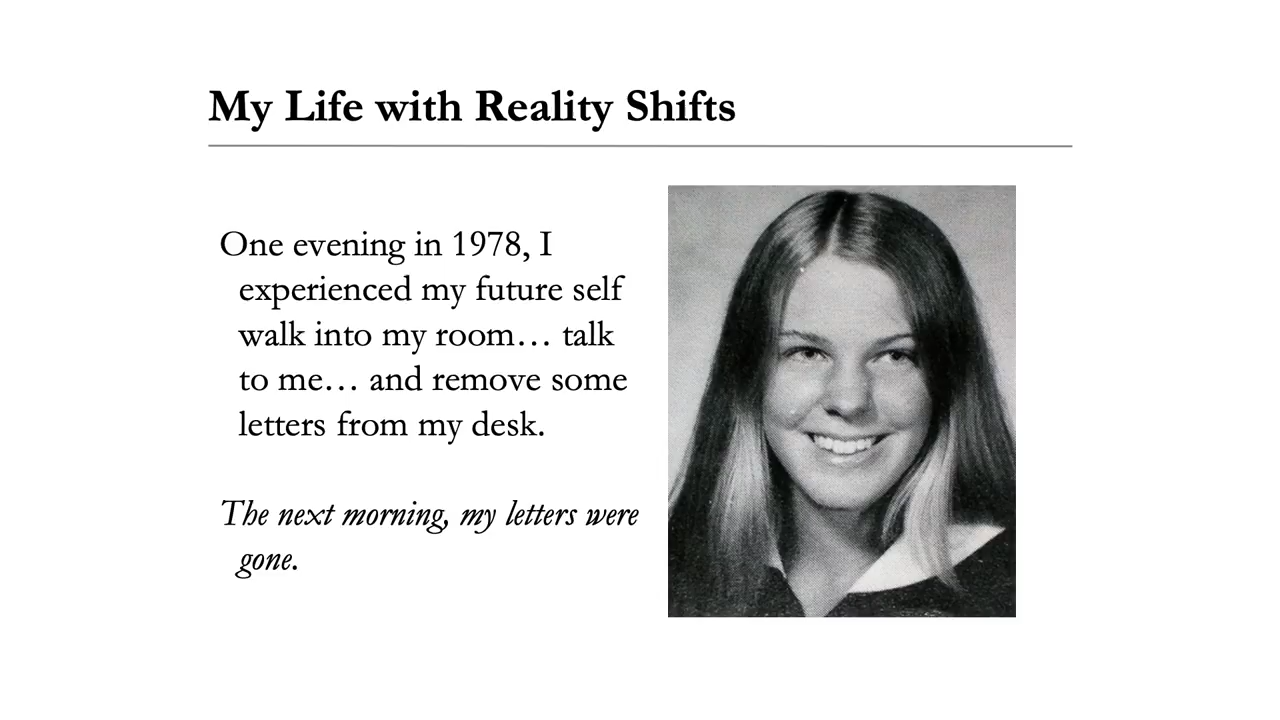 My Life with Reality Shifts
One evening in 1978, I
experienced my future self
walk into my room… talk
to me… and remove some
letters from my desk.
The next morning, my letters were
gone.